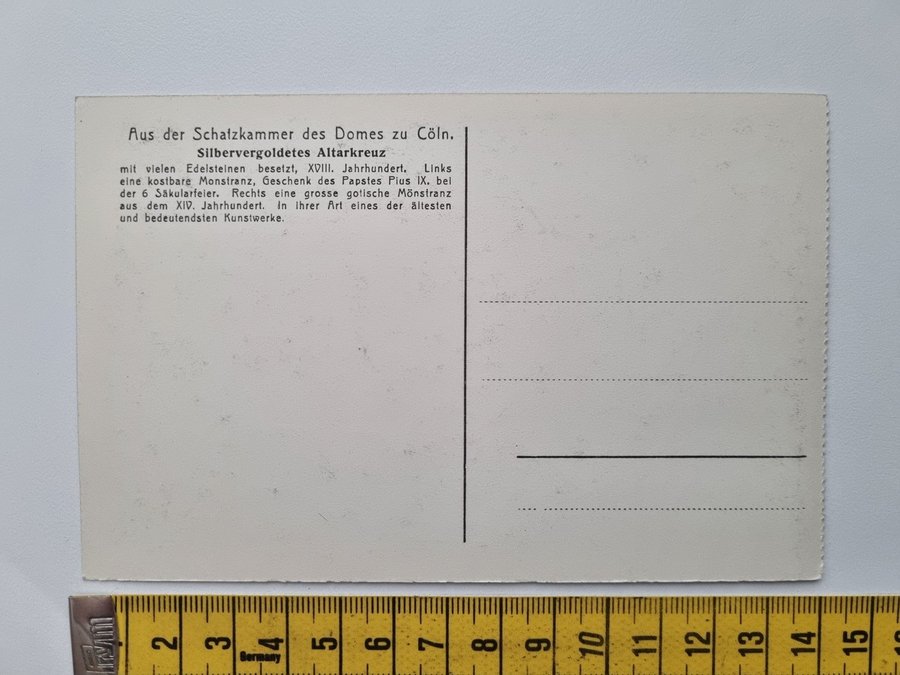 Aus der Schatzkammer des Domes zu Cöln.
Silbervergoldetes Altarkreuz
mit vielen Edelsteinen besetzt, XVIII. Jahrhundert. Links
eine kostbare Monstranz, Geschenk des Papstes Pius IX. bei
der 6 Säkularfeier. Rechts eine grosse gotische Mönstranz
aus dem XIV. Jahrhundert. In ihrer Art eines der ältesten
und bedeutendsten Kunstwerke.
2 3 4 5 6 7 8 9 10 11 12 13 14 15
Germany